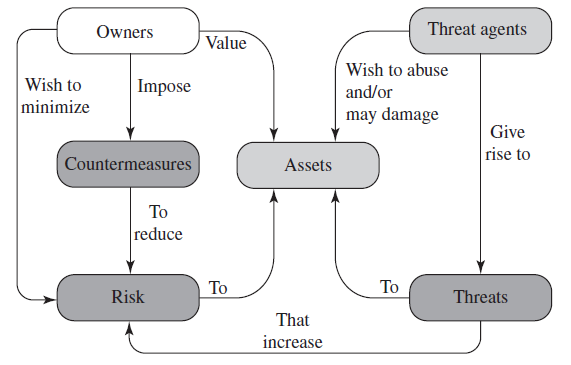 Owners
Value
Threat agents
Wish to
minimize
Impose
Wish to abuse
and/or
may damage
Give
rise to
Countermeasures
Assets
To
reduce
Risk
To
To
Threats
That
increase